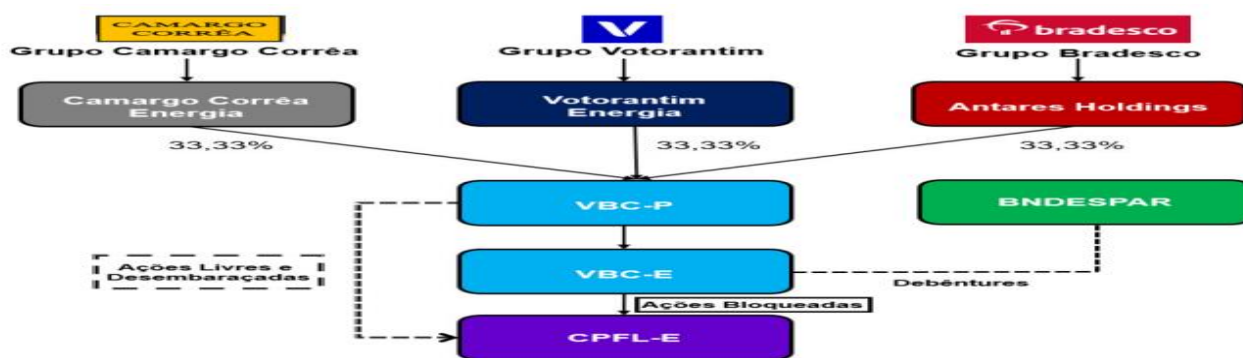 CAMARGO
CORRÊA
Grupo Camargo Corrêa
Grupo Votorantim
bradesco
Grupo Bradesco
Camargo Corrêa
Energia
Votorantim
Energia
Antares Holdings
33,33%
33,33%
33,33%
VBC-P
BNDESPAR
Ações Livres e
Desembaraçadas
VBC-E
Debêntures
Ações Bloqueadas
CPFL-E